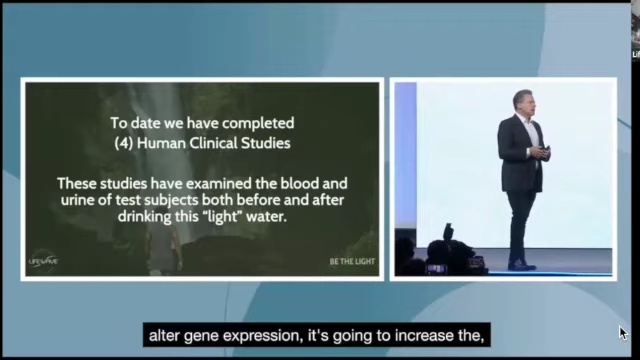 To date we have completed
(4) Human Clinical Studies
These studies have examined the blood and
urine of test subjects both before and after
drinking this “light” water.
LIFEWAVE
BE THE LIGHT
alter gene expression, it's going to increase the,